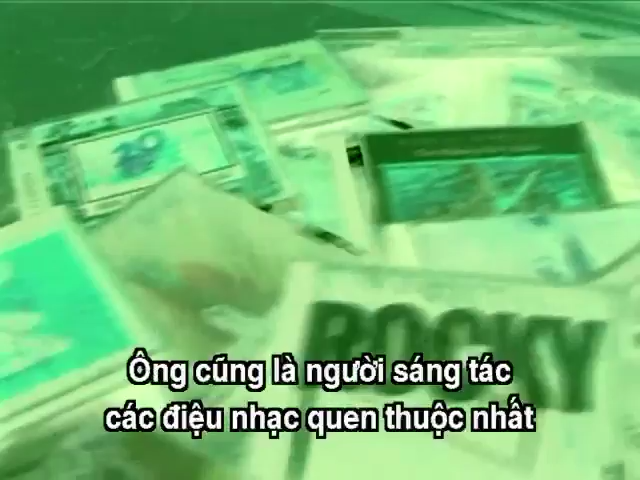 ROCKY
Ông cũng là người sáng tác
các điệu nhạc quen thuộc nhất